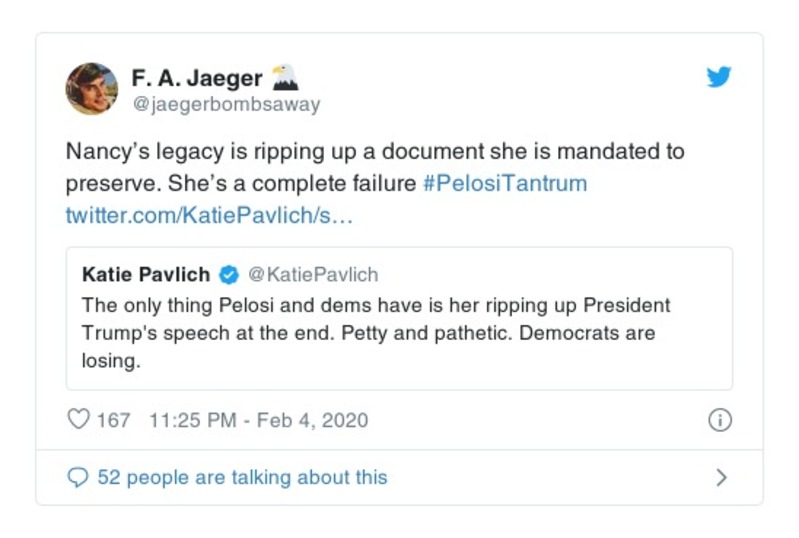 F. A. Jaeger
@jaegerbombsaway
Nancy’s legacy is ripping up a document she is mandated to
preserve. She’s a complete failure #PelosiTantrum
twitter.com/KatiePavlich/s…
Katie Pavlich @KatiePavlich
The only thing Pelosi and dems have is her ripping up President
Trump's speech at the end. Petty and pathetic. Democrats are
losing.
167 11:25 PM - Feb 4, 2020
52 people are talking about this